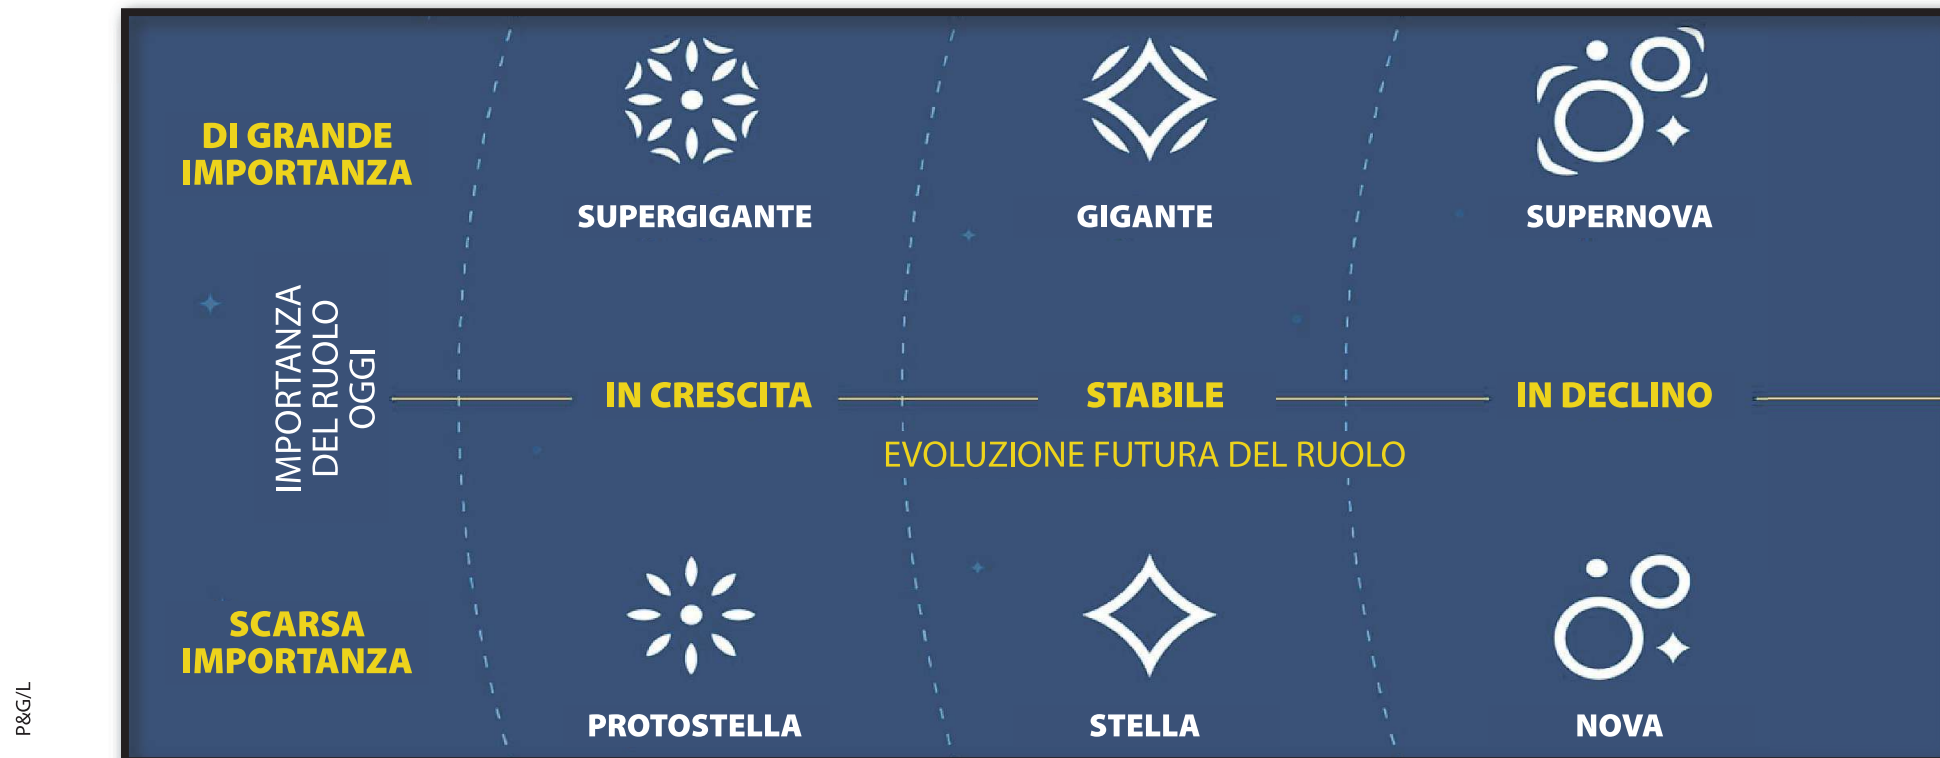 DI GRANDE
IMPORTANZA
SUPERGIGANTE
GIGANTE
SUPERNOVA
IMPORTANZA
DEL RUOLO
OGGI
IN CRESCITA
STABILE
IN DECLINO
EVOLUZIONE FUTURA DEL RUOLO
SCARSA
IMPORTANZA
PROTOSTELLA
STELLA
NOVA
P&G/L